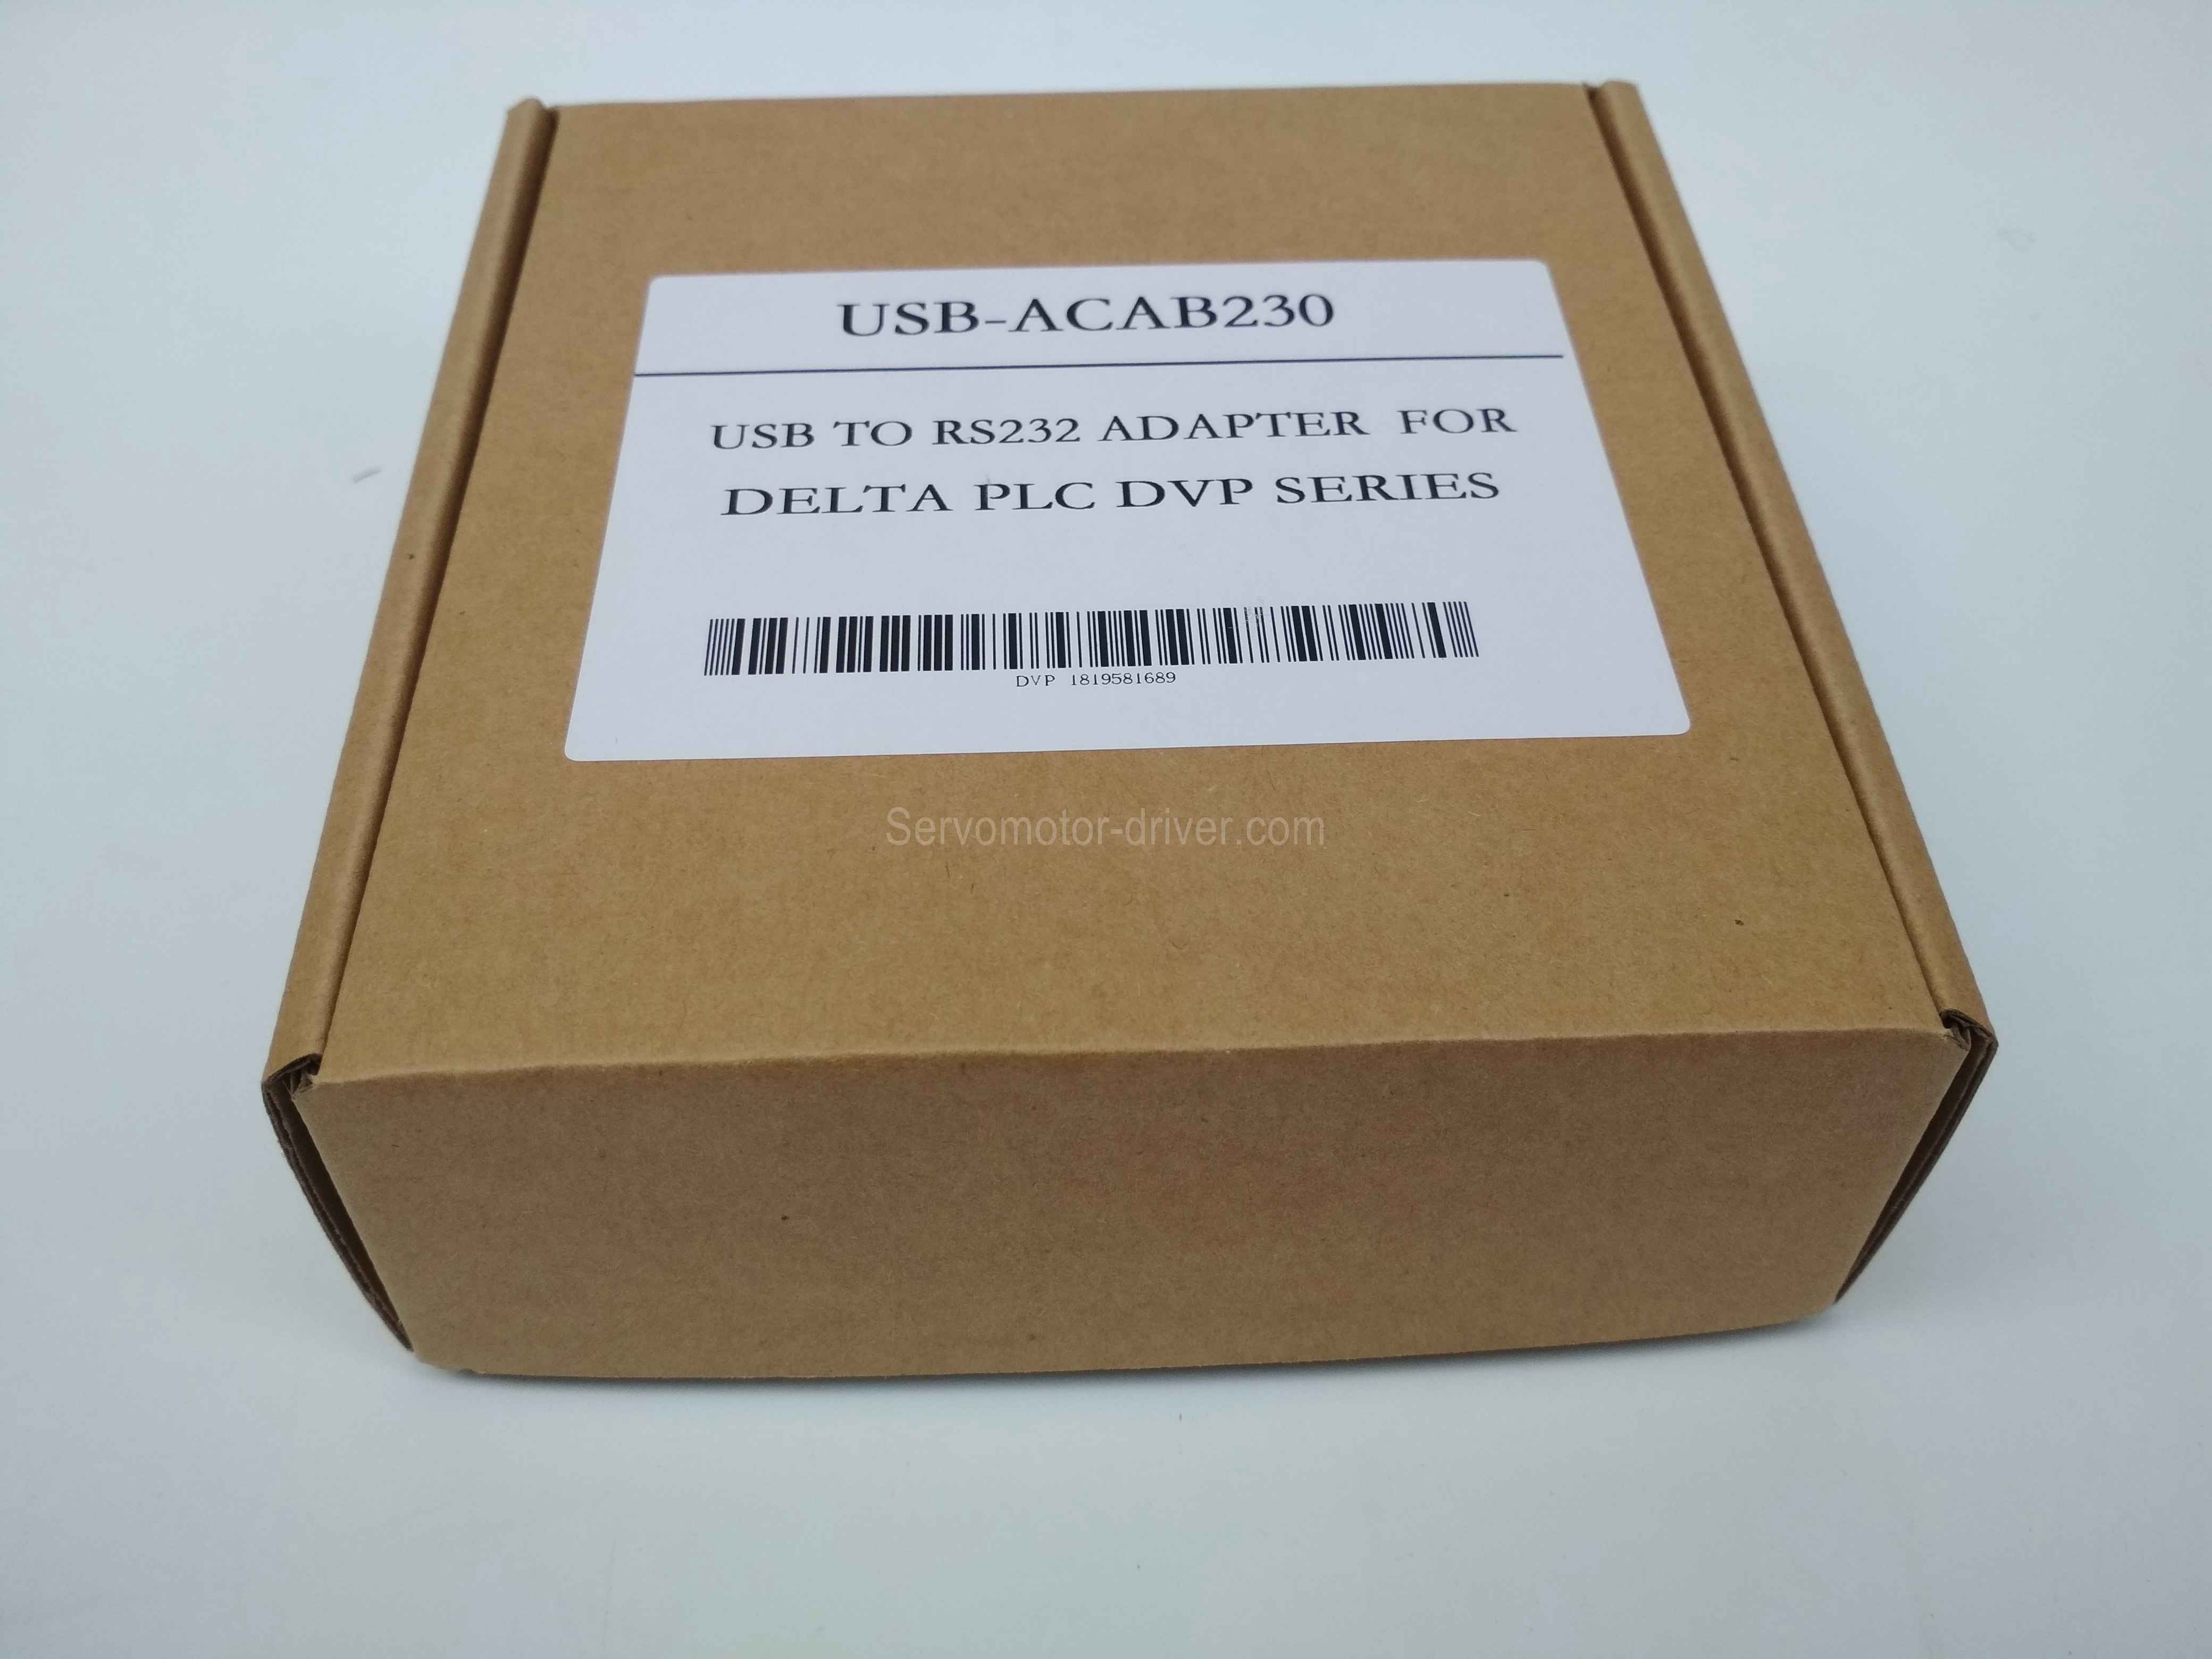 USB-ACAB230
USB TO RS232 ADAPTER FOR
DELTA PLC DVP SERIES
DVP 1819581689
Servomotor-driver.com